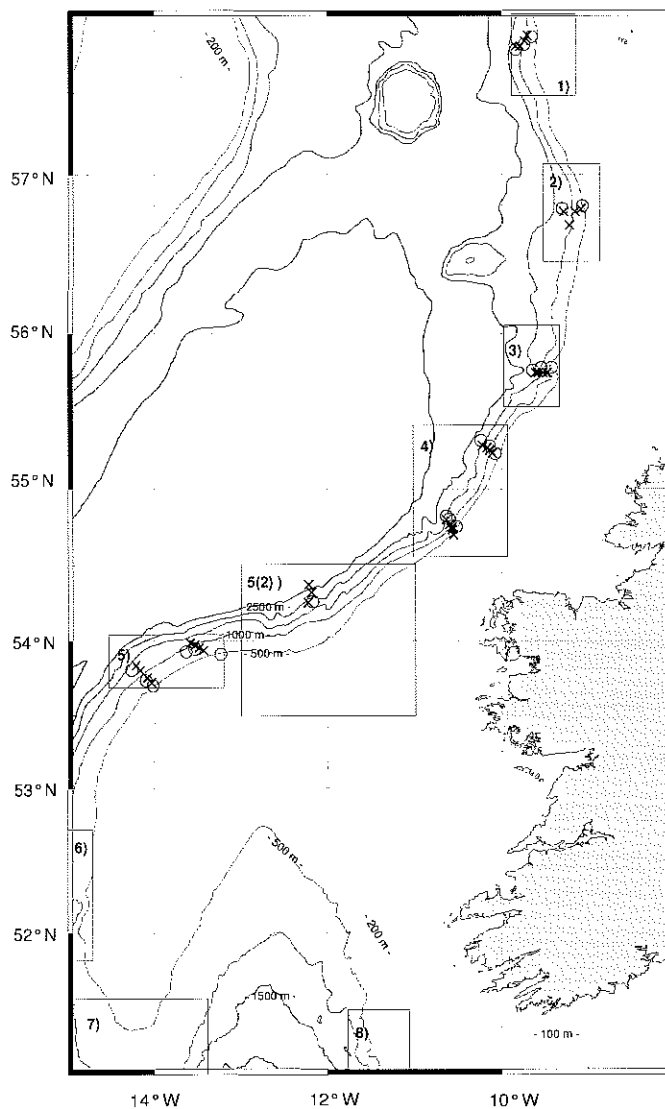 - 200 m -
1)
57° N
2)
56° N
3)
4)
55° N
5(2) )
2500 m
54° N
1000 m
- 500 m -
5)
53° N
6)
- 500 m -
- 200 m -
52° N
1500 m
7)
8)
- 100 m -
14°W
12°W
10°W